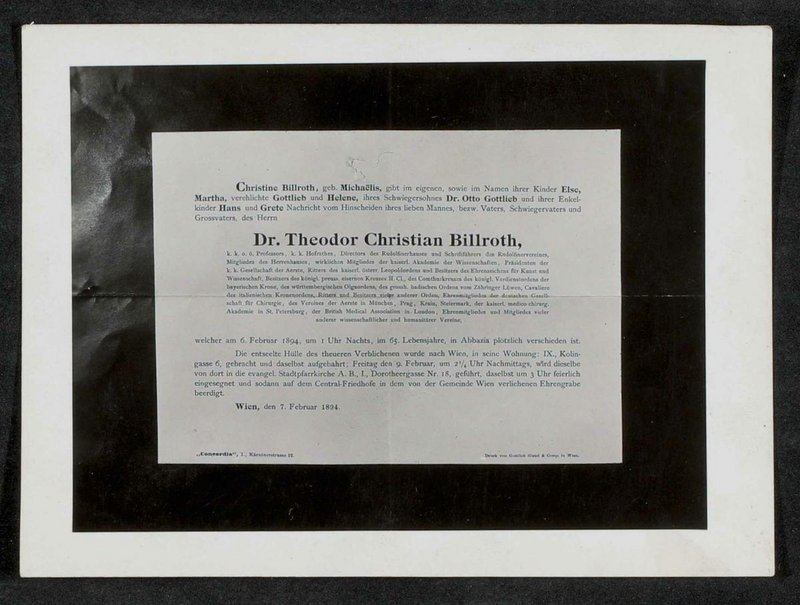 Christine Billroth, geb. Michaëlis, gibt im eigenen, sowie im Namen ihrer Kinder Else,
Martha, verehlichte Gottlieb und Helene, ihres Schwiegersohnes Dr. Otto Gottlieb und ihrer Enkel-
kinder Hans und Grete Nachricht vom Hinscheiden ihres lieben Mannes, bezw. Vaters, Schwiegervaters und
Grossvaters, des Herrn
Dr. Theodor Christian Billroth,
k. k. o. ö. Professors, k. k. Hofrathes, Directors des Rudolfinerhauses und Schriftführers des Rudolfinervereines,
Mitgliedes des Herrenhauses, wirklichen Mitgliedes der kaiserl. Akademie der Wissenschaften, Präsidenten der
k. k. Gesellschaft der Aerzte, Ritters des kaiserl. österr. Leopoldordens und Besitzers des Ehrenzeichens für Kunst und
Wissenschaft, Besitzers des königl. preuss. eisernen Kreuzes II. Cl., des Comthurkreuzes des königl. Verdienstordens der
bayerischen Krone, des württembergischen Olgaordens, des grossh. badischen Ordens vom Zähringer Löwen, Cavaliere
des italienischen Kronenordens, Ritters und Besitzers vieler anderer Orden, Ehrenmitgliedes der deutschen Gesell-
schaft für Chirurgie, des Vereines der Aerzte in München, Prag, Krain, Steiermark, der kaiserl. medico-chirurg.
Akademie in St. Petersburg, der British Medical Association in London, Ehrenmitgliedes und Mitgliedes vieler
anderer wissenschaftlicher und humanitärer Vereine,
welcher am 6. Februar 1894, um 1 Uhr Nachts, im 65. Lebensjahre, in Abbazia plötzlich verschieden ist.
Die entseelte Hülle des theueren Verblichenen wurde nach Wien, in seine Wohnung: IX., Kolin-
gasse 6, gebracht und daselbst aufgebahrt; Freitag den 9. Februar, um 2¼ Uhr Nachmittags, wird dieselbe
von dort in die evangel. Stadtpfarrkirche A. B., I., Dorotheergasse Nr. 18, geführt, daselbst um 3 Uhr feierlich
eingesegnet und sodann auf dem Central-Friedhofe in dem von der Gemeinde Wien verliehenen Ehrengrabe
beerdigt.
Wien, den 7. Februar 1894.
„Concordia“, I., Kärntnerstrasse
Druck von Gottlieb Gistel & Comp. in Wien.